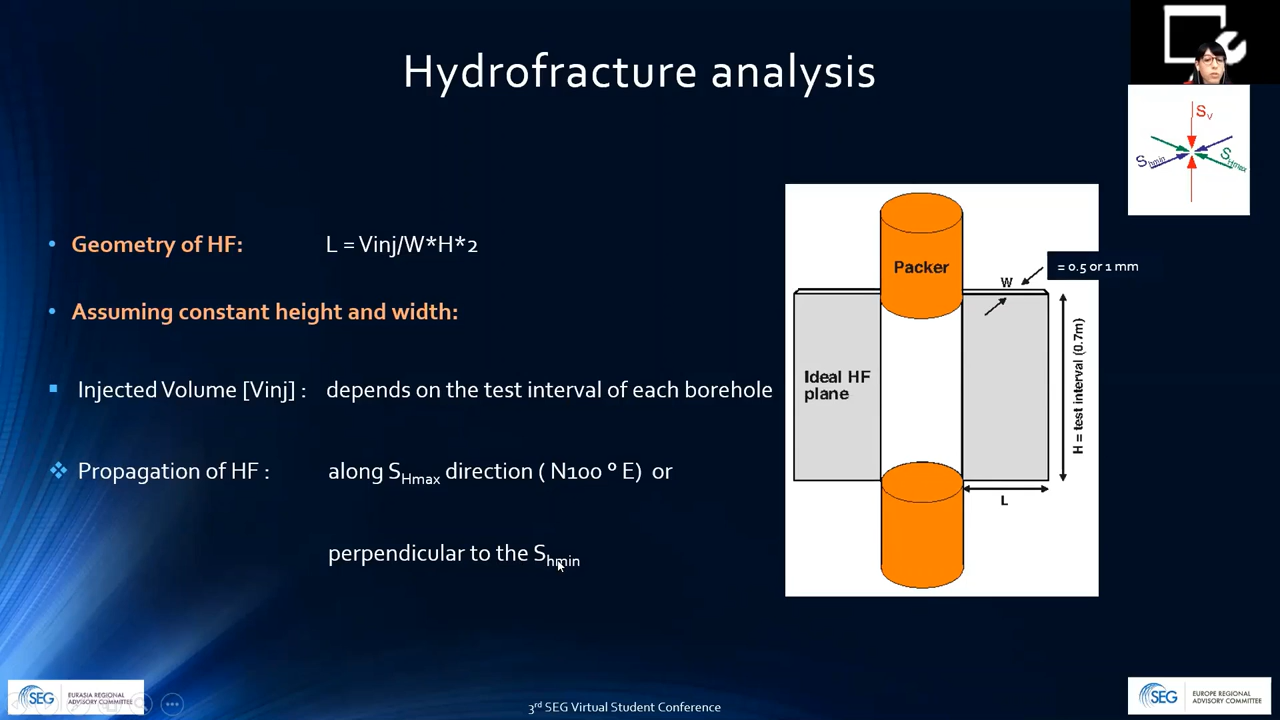 Hydrofracture analysis
Sv
Shmin
SHmax
• Geometry of HF: L = Vinj/W*H*2
• Assuming constant height and width:
▪ Injected Volume [Vinj] : depends on the test interval of each borehole
❖ Propagation of HF : along SHmax direction ( N100 ° E) or
perpendicular to the Shmin
Packer
W
= 0.5 or 1 mm
Ideal HF
plane
H = test interval (0.7m)
L
SEG
EURASIA REGIONAL
ADVISORY COMMITTEE
3rd SEG Virtual Student Conference
SEG
EUROPE REGIONAL
ADVISORY COMMITTEE